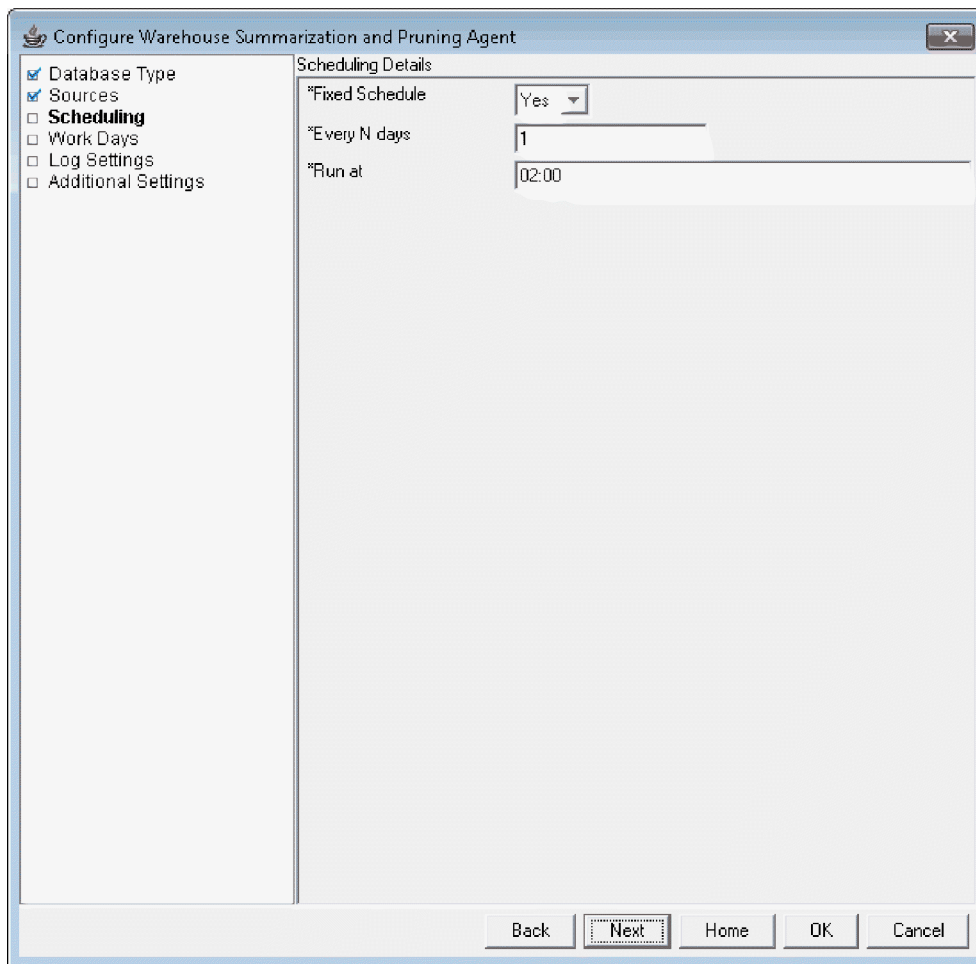 Configure Warehouse Summarization and Pruning Agent
Database Type
Sources
Scheduling
Work Days
Log Settings
Additional Settings
Scheduling Details
*Fixed Schedule
Yes
*Every N days
1
*Run at
02:00
Back
Next
Home
OK
Cancel